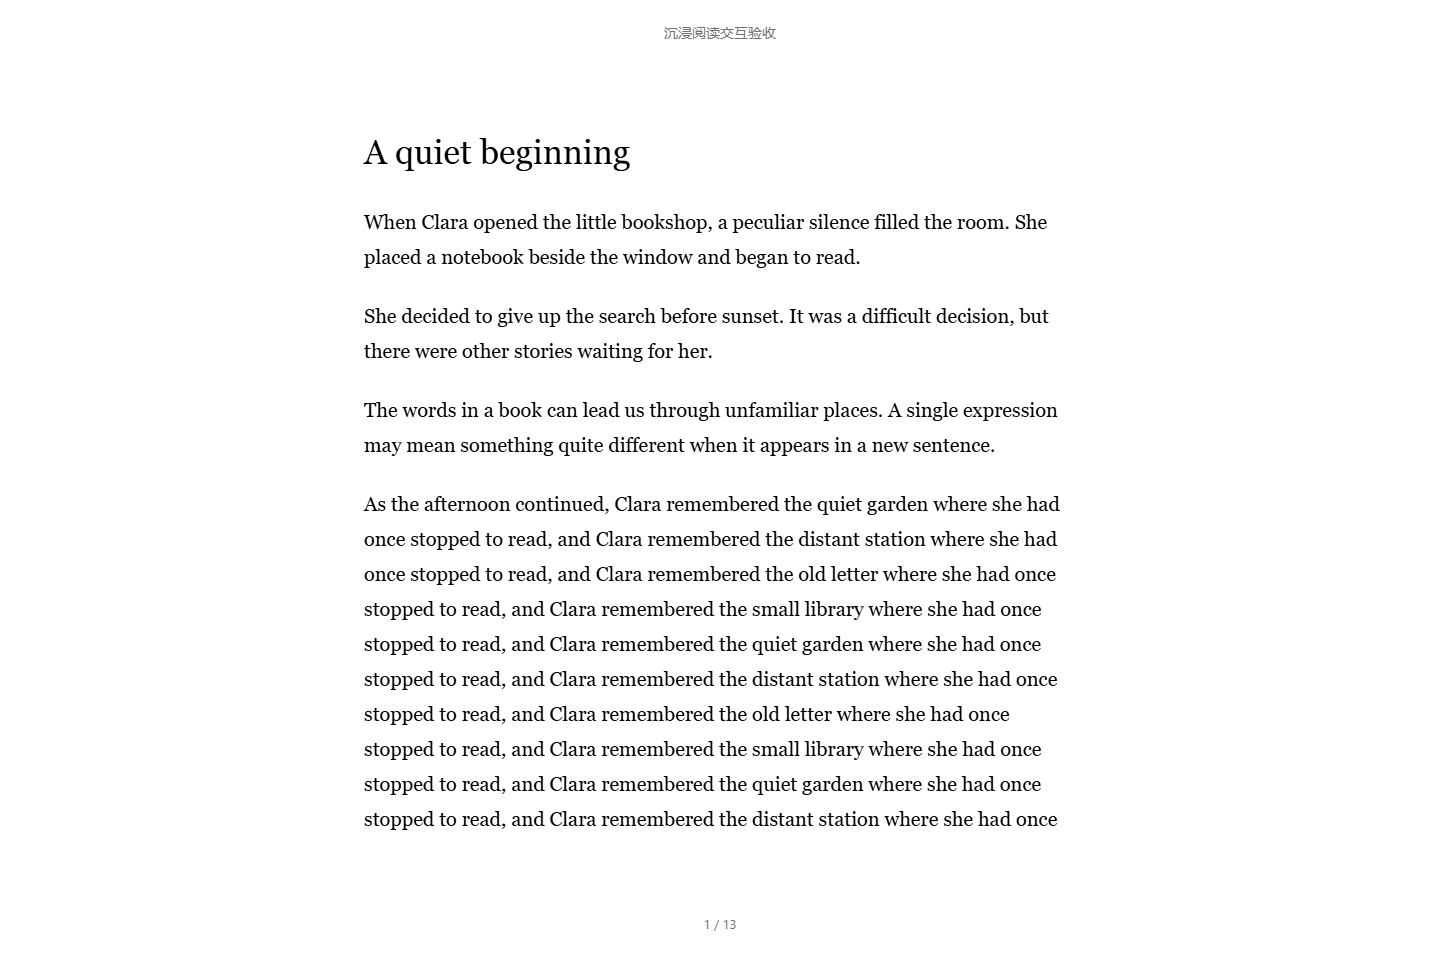 沉浸阅读交互验收
A quiet beginning
When Clara opened the little bookshop, a peculiar silence filled the room. She
placed a notebook beside the window and began to read.
She decided to give up the search before sunset. It was a difficult decision, but
there were other stories waiting for her.
The words in a book can lead us through unfamiliar places. A single expression
may mean something quite different when it appears in a new sentence.
As the afternoon continued, Clara remembered the quiet garden where she had
once stopped to read, and Clara remembered the distant station where she had
once stopped to read, and Clara remembered the old letter where she had once
stopped to read, and Clara remembered the small library where she had once
stopped to read, and Clara remembered the quiet garden where she had once
stopped to read, and Clara remembered the distant station where she had once
stopped to read, and Clara remembered the old letter where she had once
stopped to read, and Clara remembered the small library where she had once
stopped to read, and Clara remembered the quiet garden where she had once
stopped to read, and Clara remembered the distant station where she had once
1 / 13